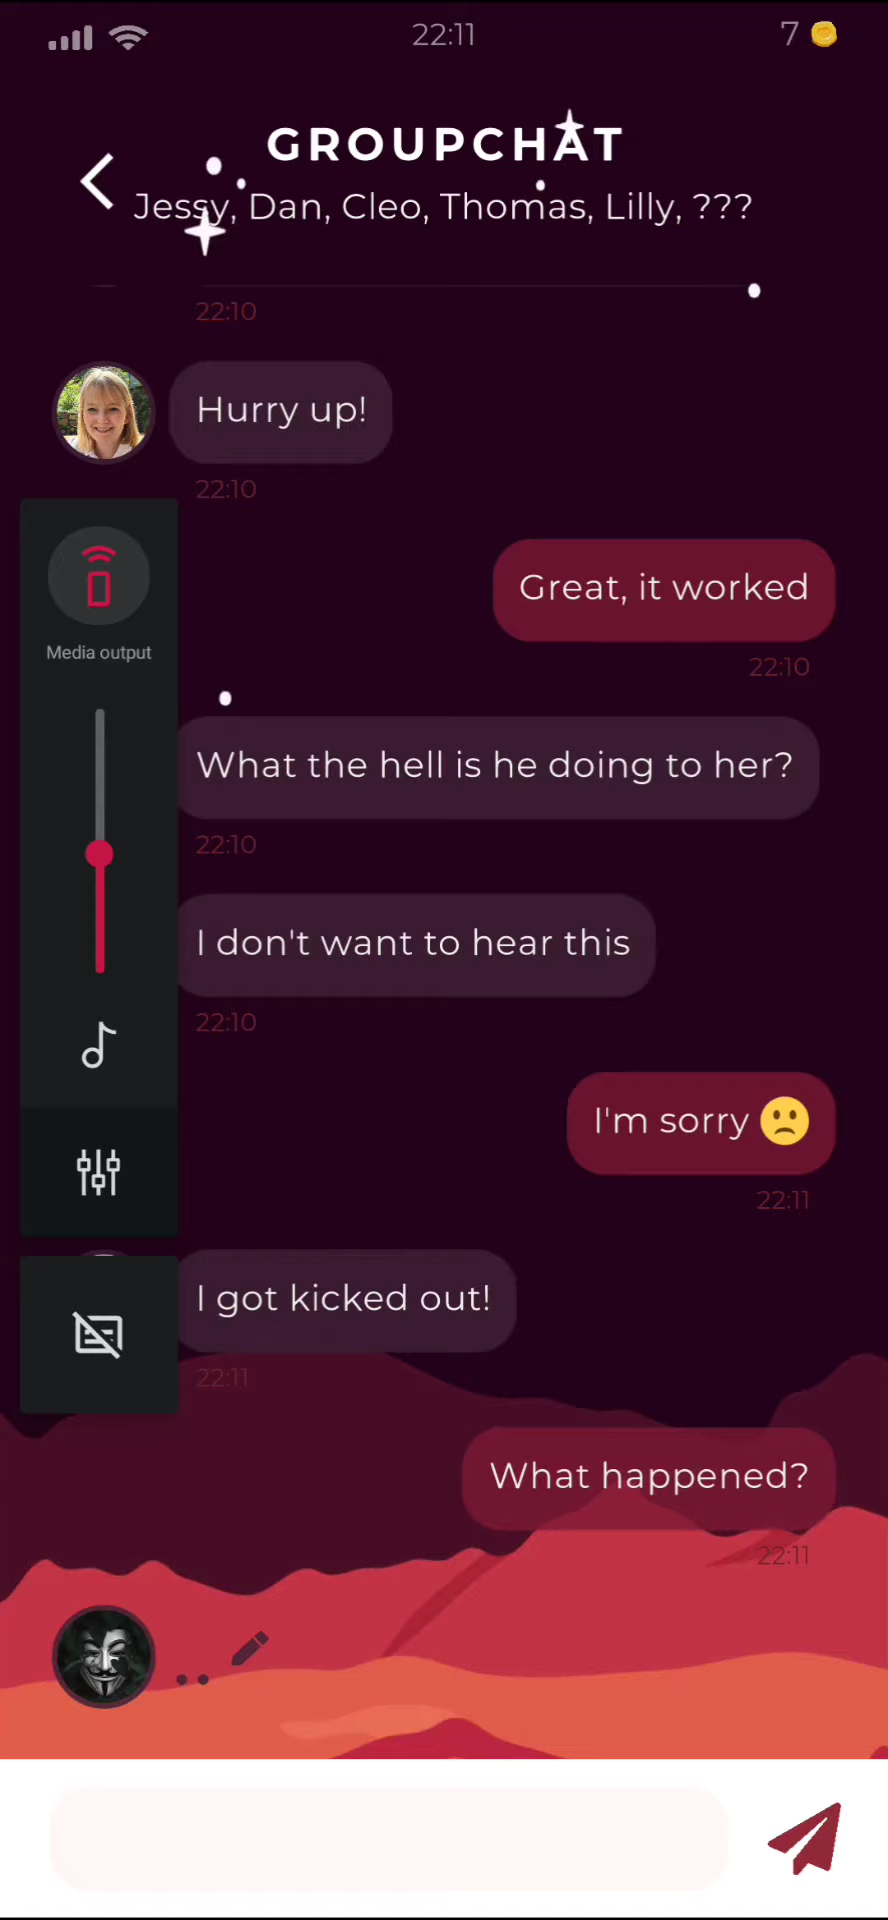 22:11
7
GROUPCHAT
Jessy, Dan, Cleo, Thomas, Lilly, ???
22:10
Hurry up!
22:10
Great, it worked
22:10
Media output
What the hell is he doing to her?
22:10
I don't want to hear this
22:10
I'm sorry 🙁
22:11
I got kicked out!
22:11
What happened?
22:11